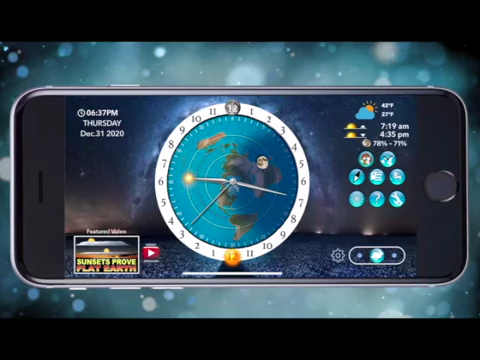 06:37PM
THURSDAY
Dec.31 2020
42°F
27°F
7:19 am
4:35 pm
78% - 71%
12
1
2
3
4
5
6
7
8
9
10
11
12
1
2
3
4
5
6
7
8
9
10
11
Featured Video
SUNSETS PROVE
FLAT EARTH
?